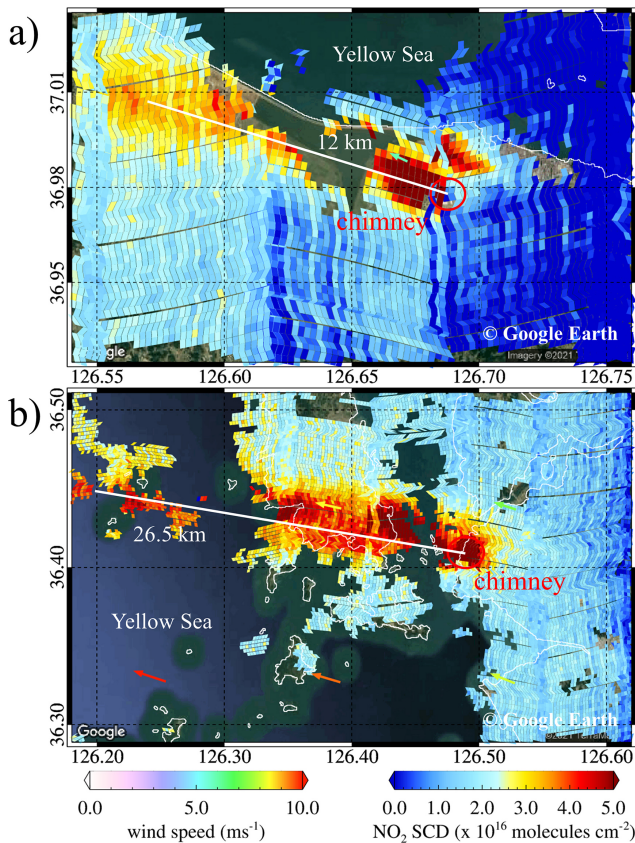 a)
Yellow Sea
37.01
12 km
36.98
chimney
36.95
© Google Earth
Imagery ©2021
126.55 126.60 126.65 126.70 126.75
b)
36.50
26.5 km
36.40
chimney
Yellow Sea
© Google Earth
36.30
Google
126.20 126.30 126.40 126.50 126.60
0.0 5.0 10.0 0.0 1.0 2.0 3.0 4.0 5.0
wind speed (ms⁻¹) NO₂ SCD (x 10¹⁶ molecules cm⁻²)